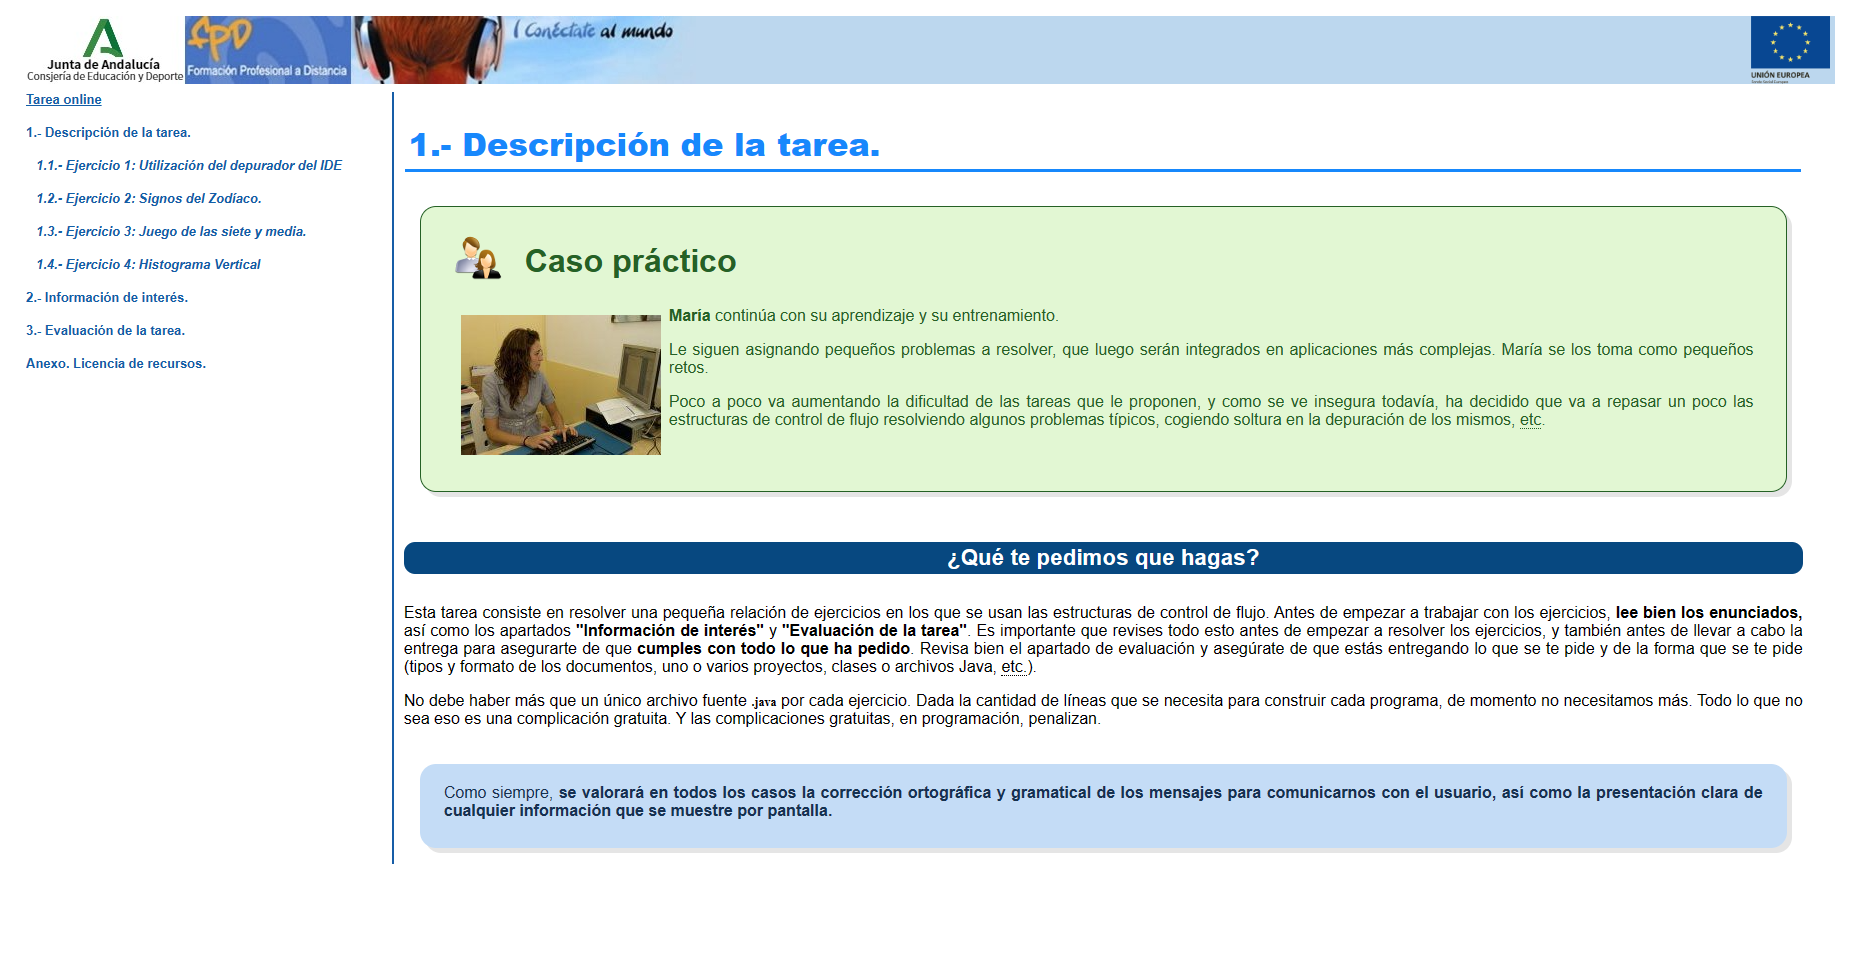 Junta de Andalucía
Consejería de Educación y Deporte
FPD
Formación Profesional a Distancia
Conéctate al mundo
UNIÓN EUROPEA
Fondo Social Europeo
Tarea online
1.- Descripción de la tarea.
1.1.- Ejercicio 1: Utilización del depurador del IDE
1.2.- Ejercicio 2: Signos del Zodíaco.
1.3.- Ejercicio 3: Juego de las siete y media.
1.4.- Ejercicio 4: Histograma Vertical
2.- Información de interés.
3.- Evaluación de la tarea.
Anexo. Licencia de recursos.
1.- Descripción de la tarea.
Caso práctico
María continúa con su aprendizaje y su entrenamiento.
Le siguen asignando pequeños problemas a resolver, que luego serán integrados en aplicaciones más complejas. María se los toma como pequeños
retos.
Poco a poco va aumentando la dificultad de las tareas que le proponen, y como se ve insegura todavía, ha decidido que va a repasar un poco las
estructuras de control de flujo resolviendo algunos problemas típicos, cogiendo soltura en la depuración de los mismos, etc.
¿Qué te pedimos que hagas?
Esta tarea consiste en resolver una pequeña relación de ejercicios en los que se usan las estructuras de control de flujo. Antes de empezar a trabajar con los ejercicios, lee bien los enunciados,
así como los apartados "Información de interés" y "Evaluación de la tarea". Es importante que revises todo esto antes de empezar a resolver los ejercicios, y también antes de llevar a cabo la
entrega para asegurarte de que cumples con todo lo que ha pedido. Revisa bien el apartado de evaluación y asegúrate de que estás entregando lo que se te pide y de la forma que se te pide
(tipos y formato de los documentos, uno o varios proyectos, clases o archivos Java, etc.).
No debe haber más que un único archivo fuente .java por cada ejercicio. Dada la cantidad de líneas que se necesita para construir cada programa, de momento no necesitamos más. Todo lo que no
sea eso es una complicación gratuita. Y las complicaciones gratuitas, en programación, penalizan.
Como siempre, se valorará en todos los casos la corrección ortográfica y gramatical de los mensajes para comunicarnos con el usuario, así como la presentación clara de
cualquier información que se muestre por pantalla.